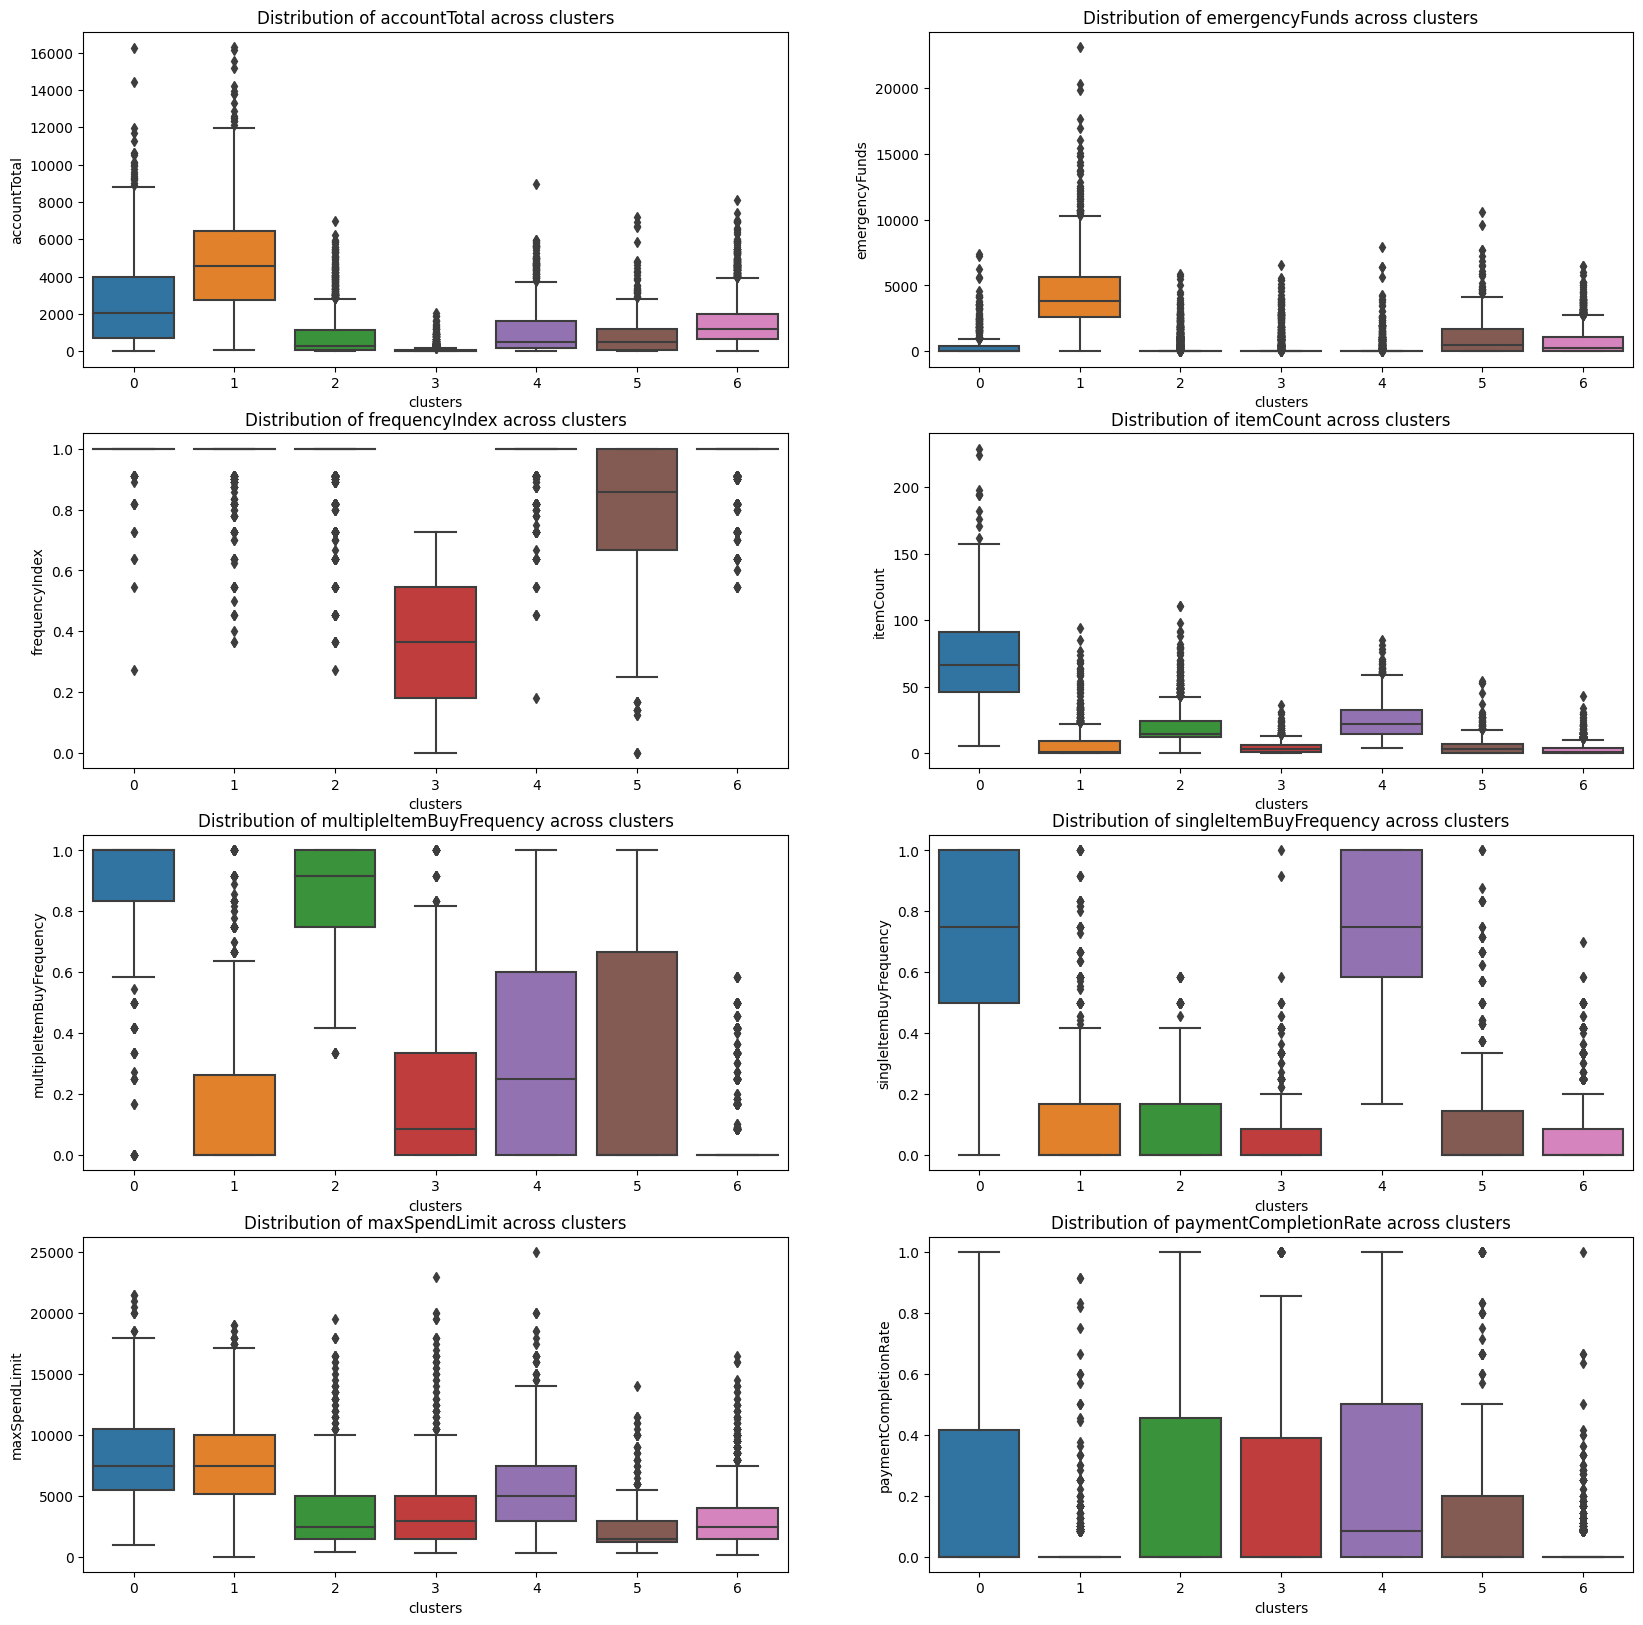 Distribution of accountTotal across clusters
accountTotal
16000
14000
12000
10000
8000
6000
4000
2000
0
0 1 2 3 4 5 6
clusters
Distribution of emergencyFunds across clusters
emergencyFunds
20000
15000
10000
5000
0
0 1 2 3 4 5 6
clusters
Distribution of frequencyIndex across clusters
frequencyIndex
1.0
0.8
0.6
0.4
0.2
0.0
0 1 2 3 4 5 6
clusters
Distribution of itemCount across clusters
itemCount
200
150
100
50
0
0 1 2 3 4 5 6
clusters
Distribution of multipleItemBuyFrequency across clusters
multipleItemBuyFrequency
1.0
0.8
0.6
0.4
0.2
0.0
0 1 2 3 4 5 6
clusters
Distribution of singleItemBuyFrequency across clusters
singleItemBuyFrequency
1.0
0.8
0.6
0.4
0.2
0.0
0 1 2 3 4 5 6
clusters
Distribution of maxSpendLimit across clusters
maxSpendLimit
25000
20000
15000
10000
5000
0
0 1 2 3 4 5 6
clusters
Distribution of paymentCompletionRate across clusters
paymentCompletionRate
1.0
0.8
0.6
0.4
0.2
0.0
0 1 2 3 4 5 6
clusters